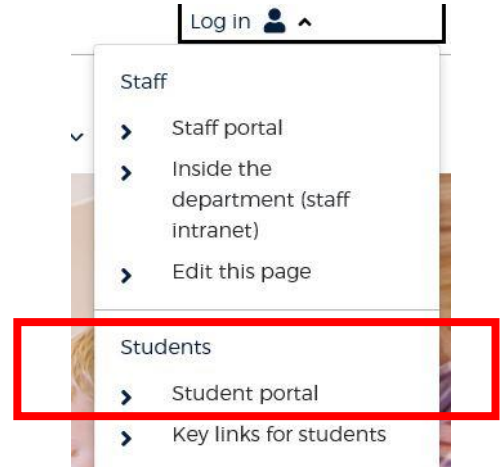 Log in
Staff
Staff portal
Inside the
department (staff
intranet)
Edit this page
Students
Student portal
Key links for students